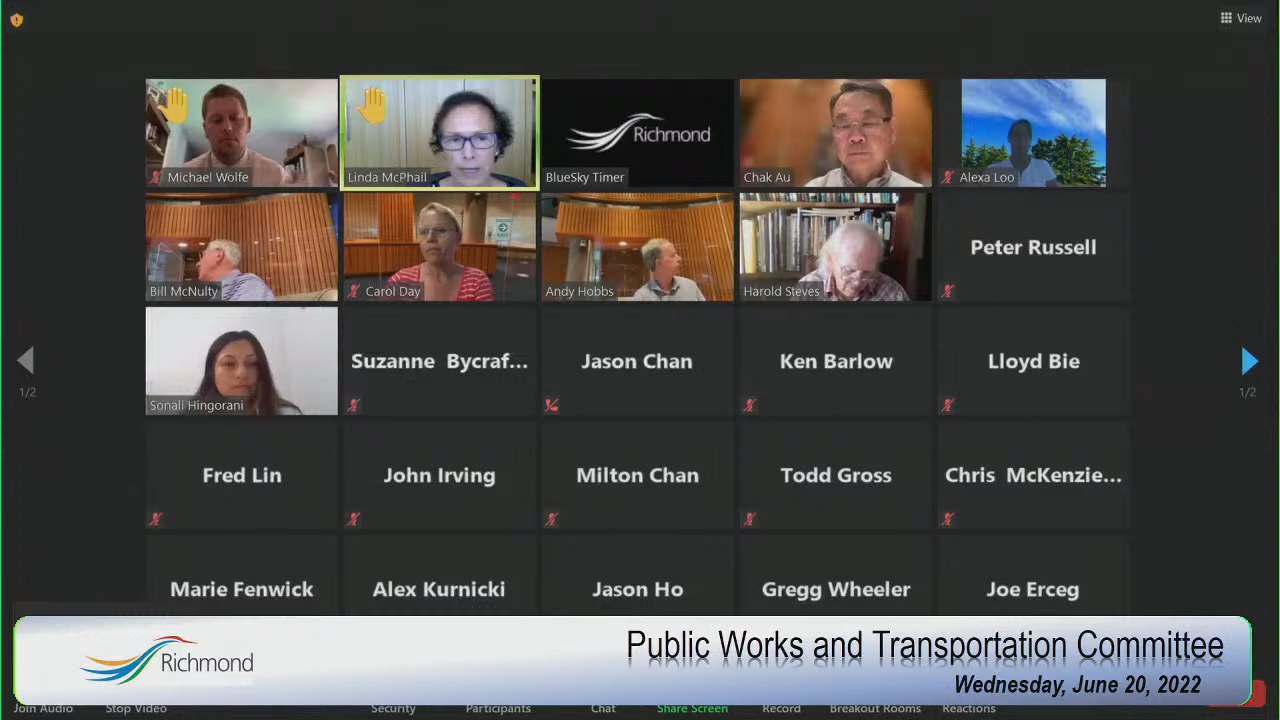 View
Michael Wolfe
Linda McPhail
Richmond
BlueSky Timer
Chak Au
Alexa Loo
Bill McNulty
Carol Day
Andy Hobbs
Harold Steves
Peter Russell
Sonali Hingorani
Suzanne Bycraf...
Jason Chan
Ken Barlow
Lloyd Bie
1/2
1/2
Fred Lin
John Irving
Milton Chan
Todd Gross
Chris McKenzie...
Marie Fenwick
Alex Kurnicki
Jason Ho
Gregg Wheeler
Joe Erceg
Richmond
Public Works and Transportation Committee
Wednesday, June 20, 2022
Join Audio
Stop Video
Security
Participants
Chat
Share Screen
Record
Breakout Rooms
Reactions